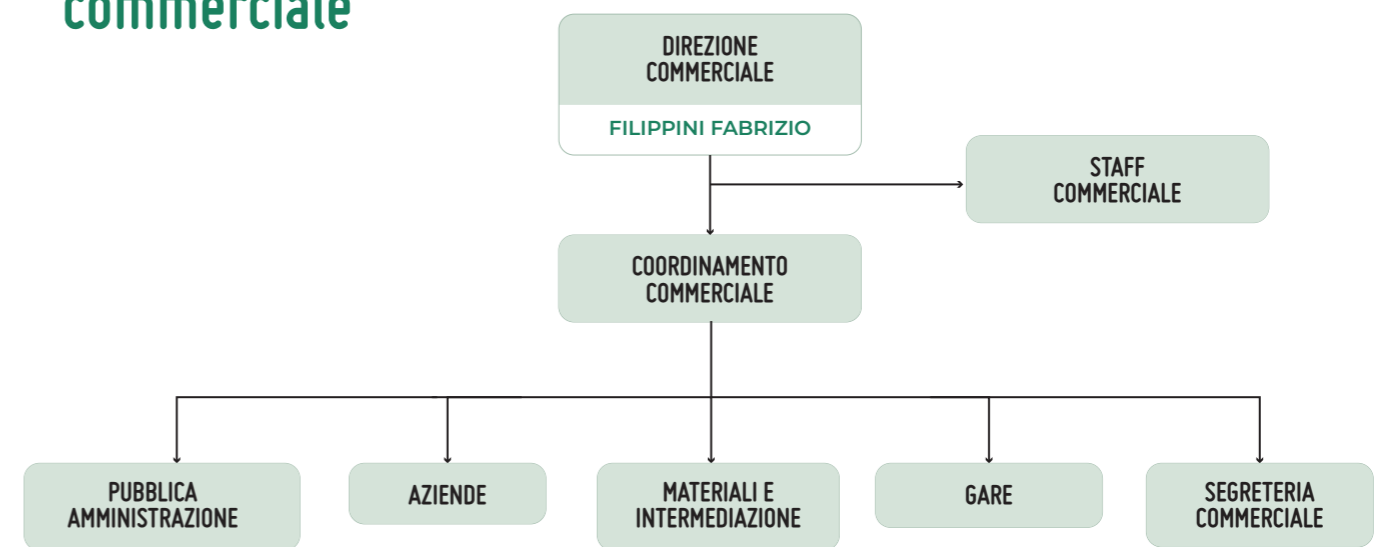 commerciale
DIREZIONE
COMMERCIALE
FILIPPINI FABRIZIO
STAFF
COMMERCIALE
COORDINAMENTO
COMMERCIALE
PUBBLICA
AMMINISTRAZIONE
AZIENDE
MATERIALI E
INTERMEDIAZIONE
GARE
SEGRETERIA
COMMERCIALE